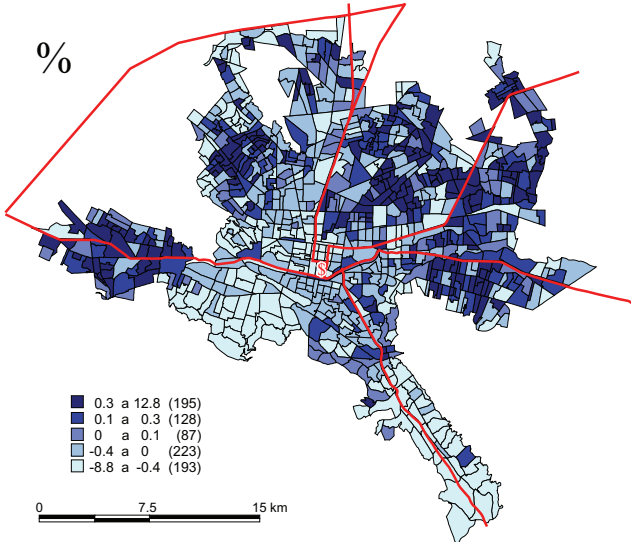 %
$
0.3 a 12.8 (195)
0.1 a 0.3 (128)
0 a 0.1 (87)
-0.4 a 0 (223)
-8.8 a -0.4 (193)
0 7.5 15 km